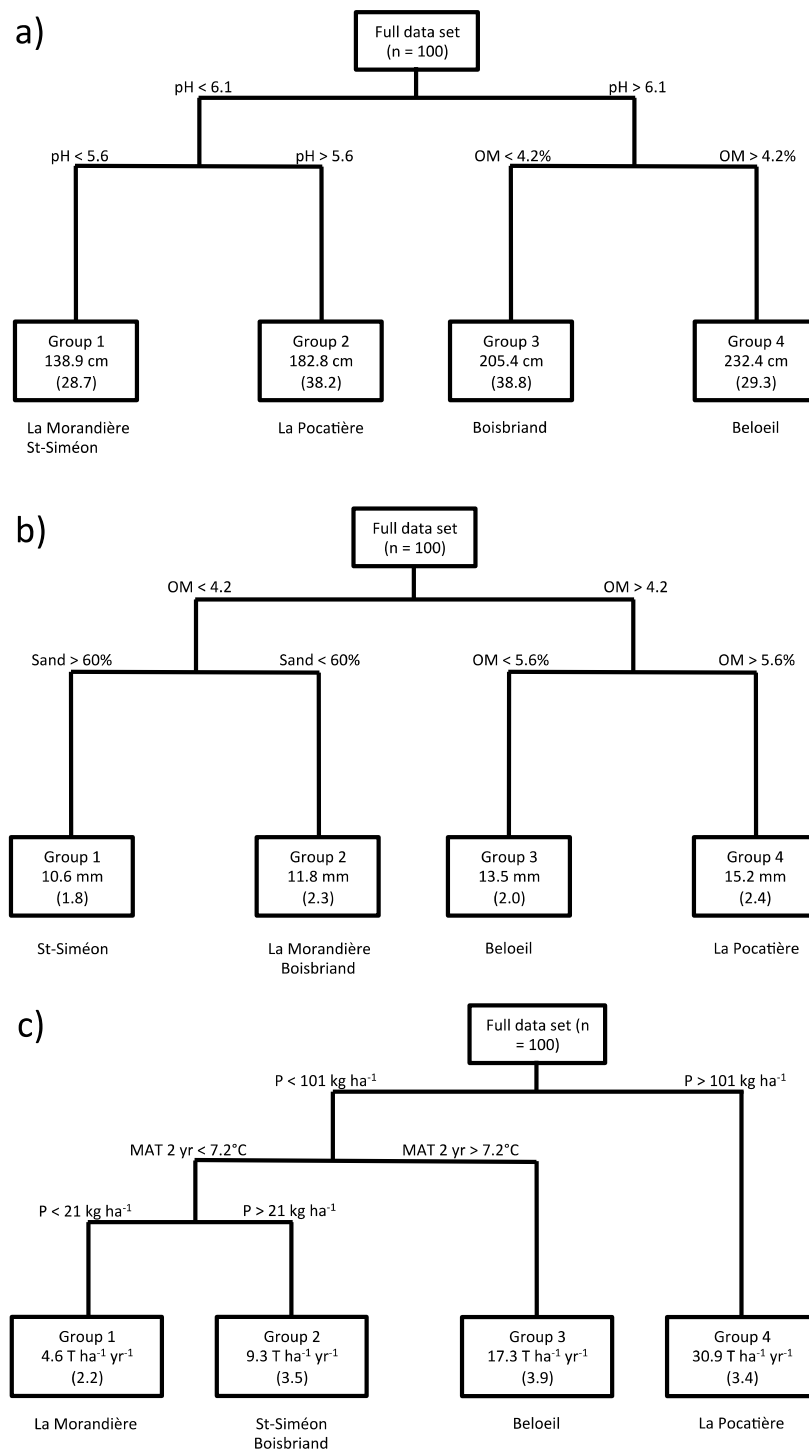 a)
Full data set
(n = 100)
pH < 6.1
pH > 6.1
pH < 5.6
pH > 5.6
OM < 4.2%
OM > 4.2%
Group 1
138.9 cm
(28.7)
Group 2
182.8 cm
(38.2)
Group 3
205.4 cm
(38.8)
Group 4
232.4 cm
(29.3)
La Morandière
St-Siméon
La Pocatière
Boisbriand
Beloeil
b)
Full data set
(n = 100)
OM < 4.2
OM > 4.2
Sand > 60%
Sand < 60%
OM < 5.6%
OM > 5.6%
Group 1
10.6 mm
(1.8)
Group 2
11.8 mm
(2.3)
Group 3
13.5 mm
(2.0)
Group 4
15.2 mm
(2.4)
St-Siméon
La Morandière
Boisbriand
Beloeil
La Pocatière
c)
Full data set (n
= 100)
P < 101 kg ha⁻¹
P > 101 kg ha⁻¹
MAT 2 yr < 7.2°C
MAT 2 yr > 7.2°C
P < 21 kg ha⁻¹
P > 21 kg ha⁻¹
Group 1
4.6 T ha⁻¹ yr⁻¹
(2.2)
Group 2
9.3 T ha⁻¹ yr⁻¹
(3.5)
Group 3
17.3 T ha⁻¹ yr⁻¹
(3.9)
Group 4
30.9 T ha⁻¹ yr⁻¹
(3.4)
La Morandière
St-Siméon
Boisbriand
Beloeil
La Pocatière